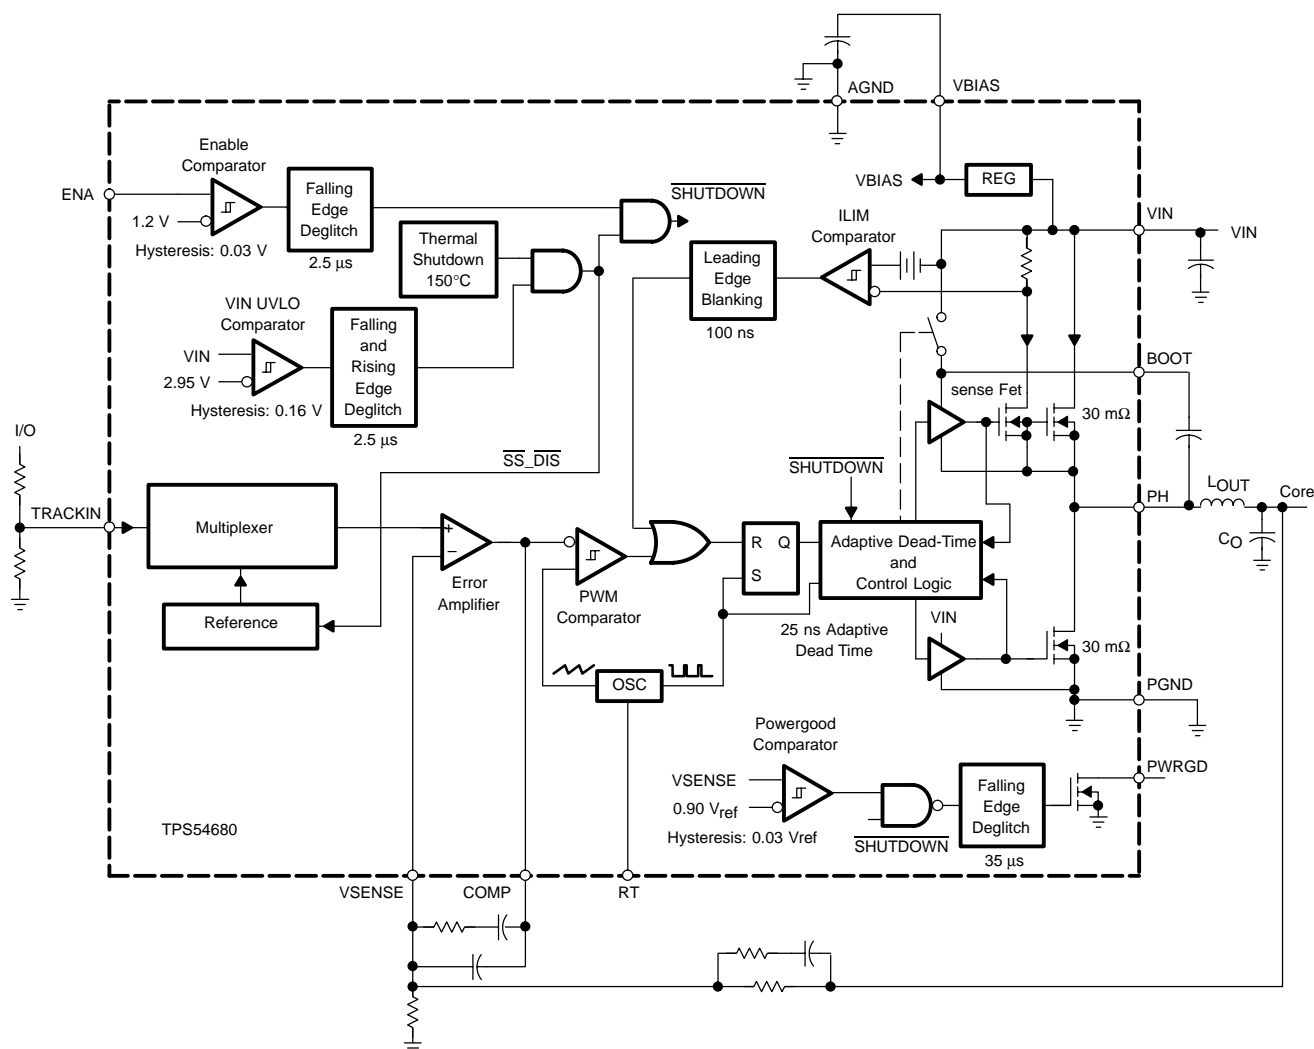 AGND
VBIAS
Enable
Comparator
ENA
1.2 V
Hysteresis: 0.03 V
Falling
Edge
Deglitch
2.5 μs
Thermal
Shutdown
150°C
SHUTDOWN
VBIAS
REG
ILIM
Comparator
VIN
VIN
Leading
Edge
Blanking
100 ns
VIN UVLO
Comparator
VIN
2.95 V
Hysteresis: 0.16 V
Falling
and
Rising
Edge
Deglitch
2.5 μs
BOOT
sense Fet
30 mΩ
I/O
SS_DIS
SHUTDOWN
TRACKIN
Multiplexer
Reference
+
−
Error
Amplifier
PWM
Comparator
R Q
S
Adaptive Dead-Time
and
Control Logic
25 ns Adaptive
Dead Time
PH
LOUT
Core
CO
VIN
30 mΩ
OSC
PGND
Powergood
Comparator
VSENSE
0.90 Vref
Hysteresis: 0.03 Vref
SHUTDOWN
Falling
Edge
Deglitch
35 μs
PWRGD
TPS54680
VSENSE
COMP
RT